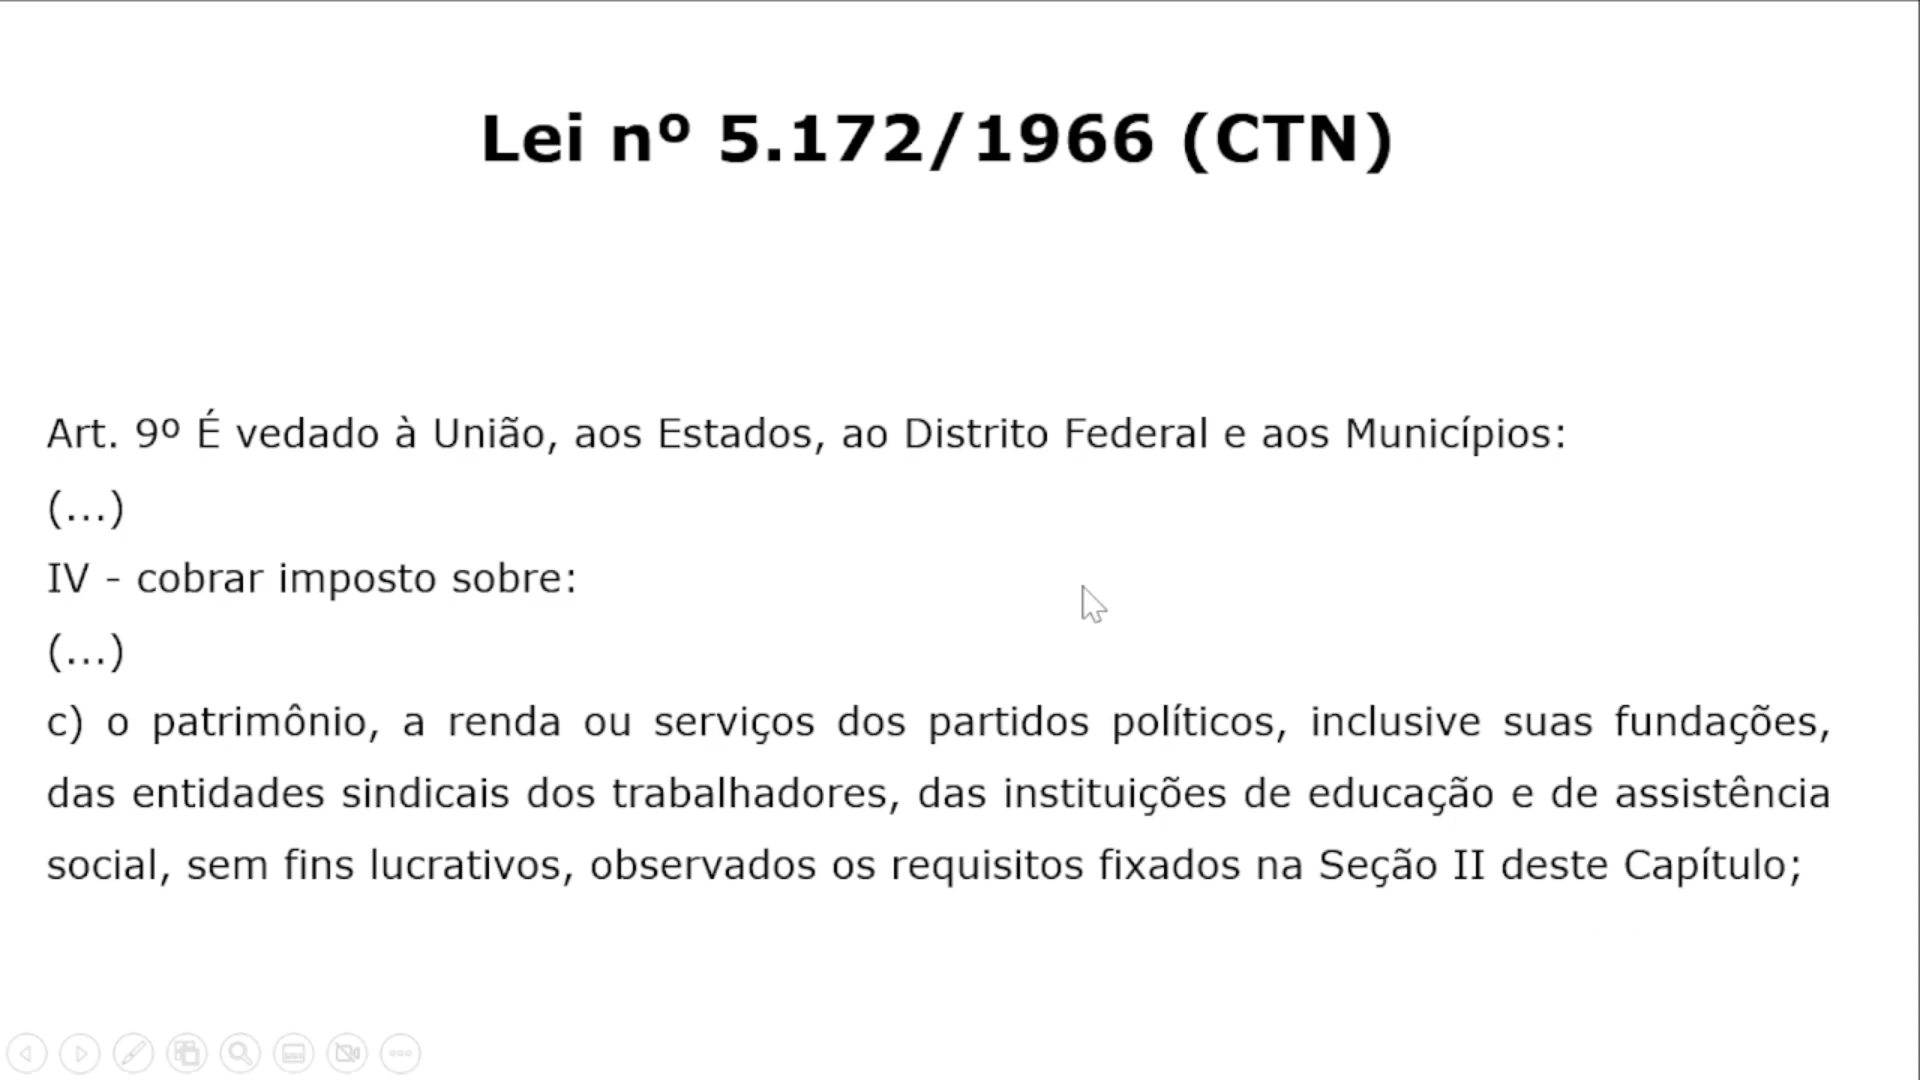 Lei nº 5.172/1966 (CTN)
Art. 9º É vedado à União, aos Estados, ao Distrito Federal e aos Municípios:
(...)
IV - cobrar imposto sobre:
(...)
c) o patrimônio, a renda ou serviços dos partidos políticos, inclusive suas fundações,
das entidades sindicais dos trabalhadores, das instituições de educação e de assistência
social, sem fins lucrativos, observados os requisitos fixados na Seção II deste Capítulo;